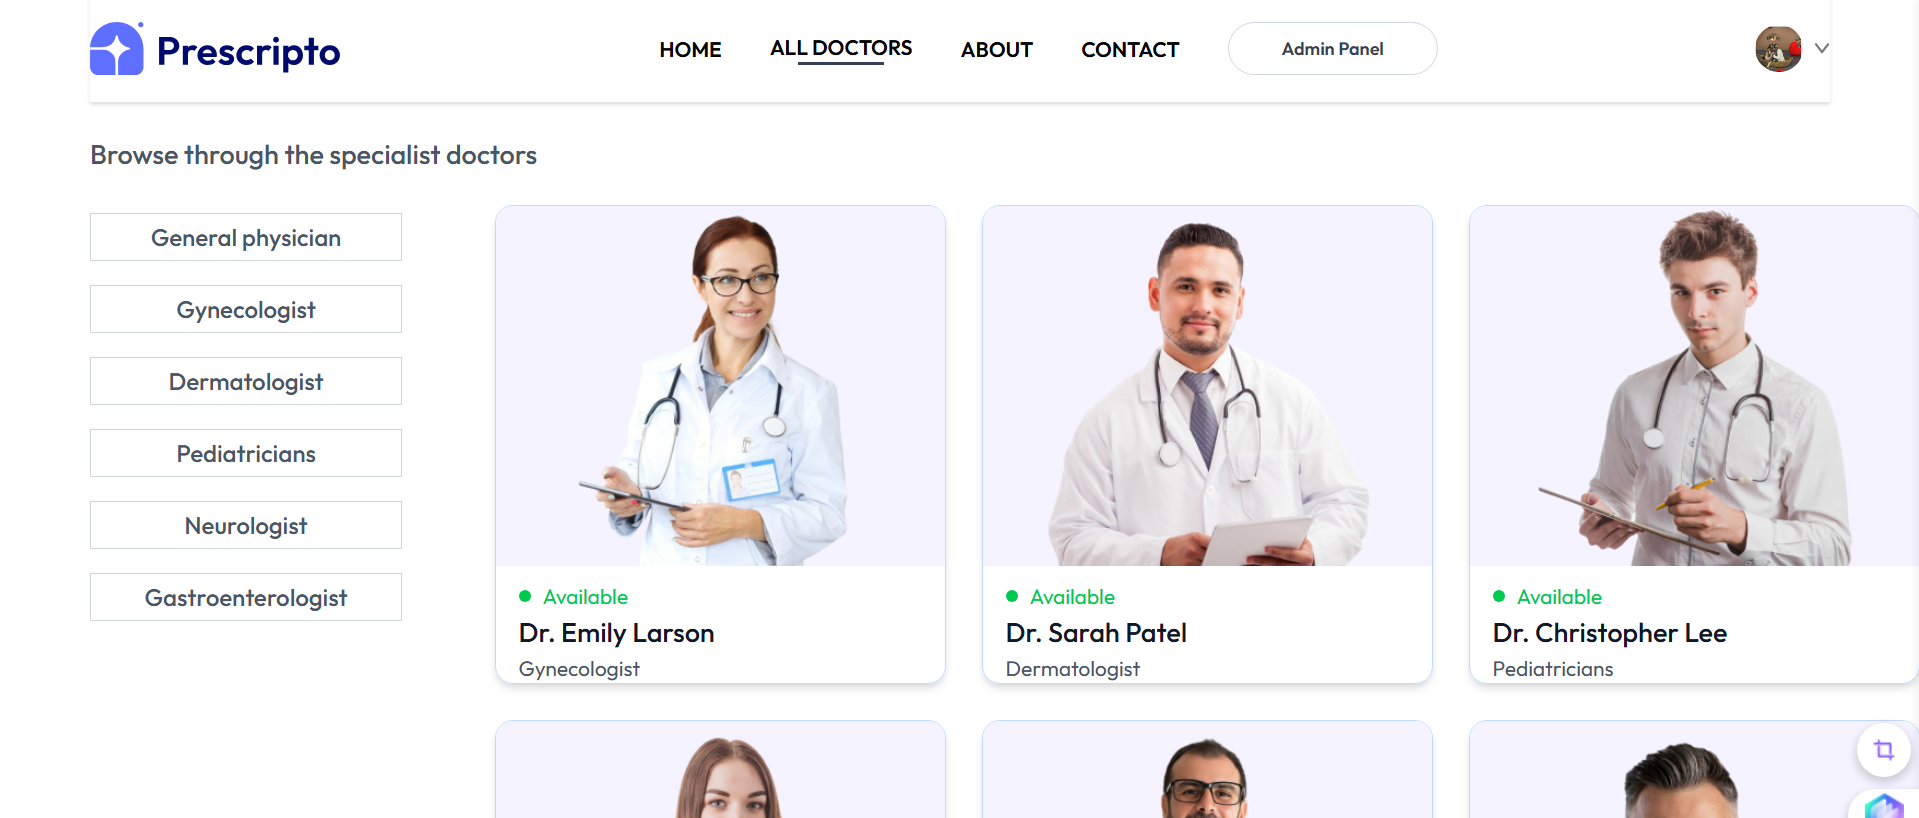 Prescripto
HOME
ALL DOCTORS
ABOUT
CONTACT
Admin Panel
Browse through the specialist doctors
General physician
Gynecologist
Dermatologist
Pediatricians
Neurologist
Gastroenterologist
Available
Dr. Emily Larson
Gynecologist
Available
Dr. Sarah Patel
Dermatologist
Available
Dr. Christopher Lee
Pediatricians